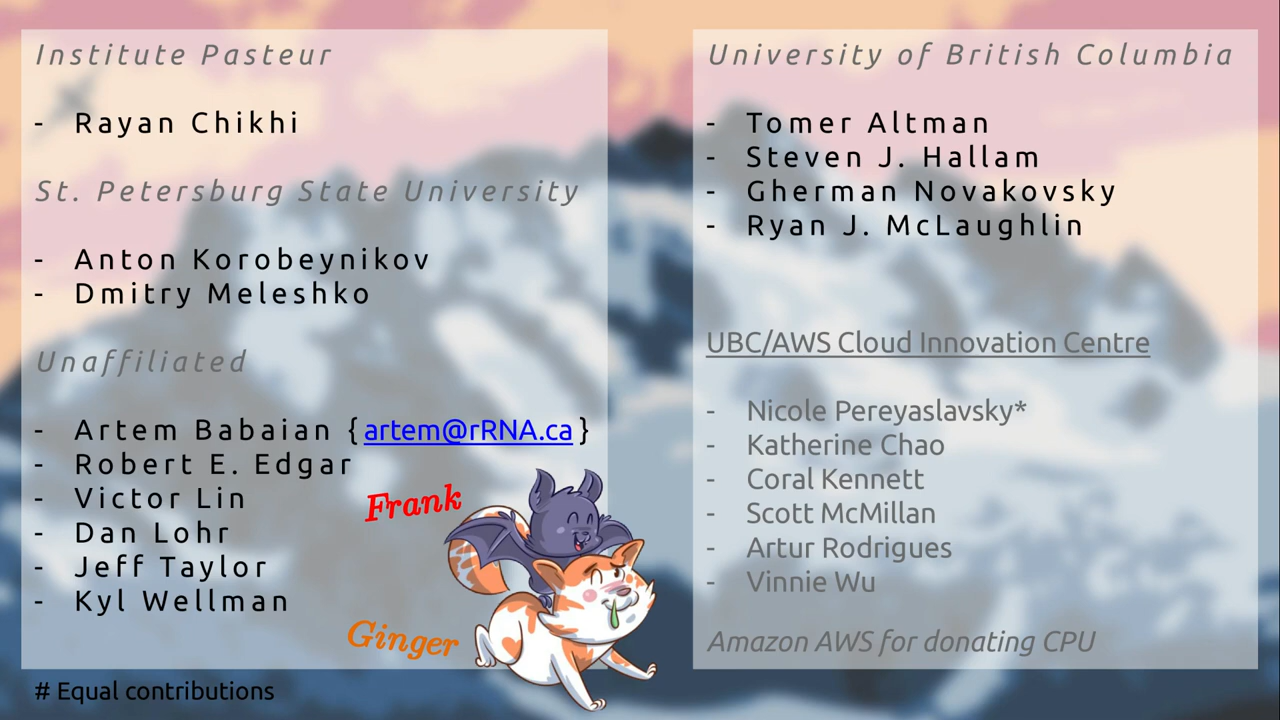 Institute Pasteur
- Rayan Chikhi
St. Petersburg State University
- Anton Korobeynikov
- Dmitry Meleshko
Unaffiliated
- Artem Babaian {artem@rRNA.ca}
- Robert E. Edgar
- Victor Lin
- Dan Lohr
- Jeff Taylor
- Kyl Wellman
Frank
Ginger
# Equal contributions
University of British Columbia
- Tomer Altman
- Steven J. Hallam
- Gherman Novakovsky
- Ryan J. McLaughlin
UBC/AWS Cloud Innovation Centre
- Nicole Pereyaslavsky*
- Katherine Chao
- Coral Kennett
- Scott McMillan
- Artur Rodrigues
- Vinnie Wu
Amazon AWS for donating CPU